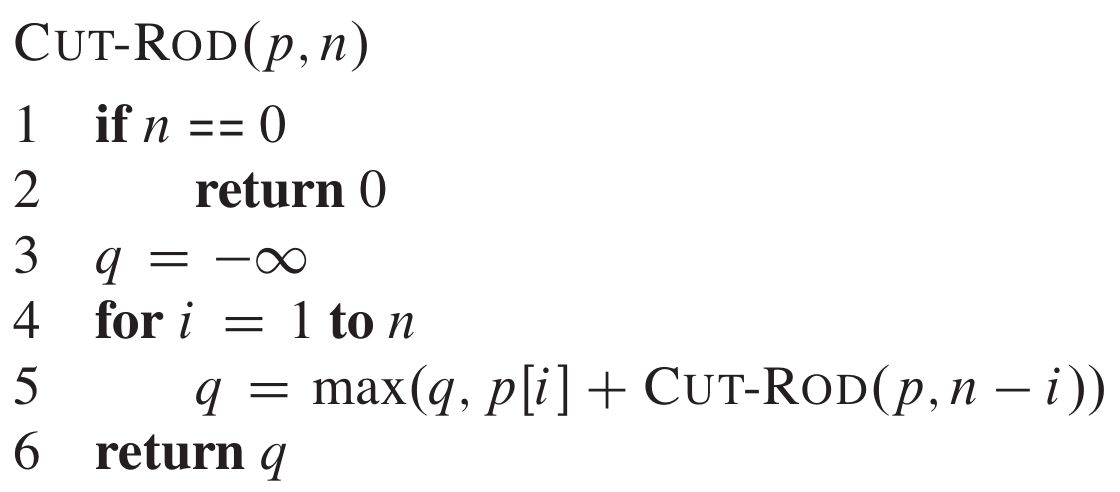 CUT-ROD(p, n)
1 if n == 0
2 return 0
3 q = −∞
4 for i = 1 to n
5 q = max(q, p[i] + CUT-ROD(p, n − i))
6 return q